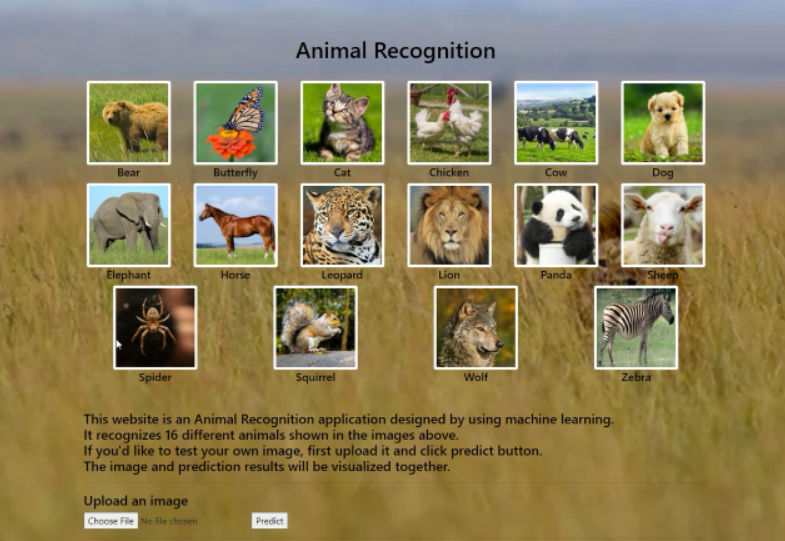 Animal Recognition
Bear
Butterfly
Cat
Chicken
Cow
Dog
Elephant
Horse
Leopard
Lion
Panda
Sheep
Spider
Squirrel
Wolf
Zebra
This website is an Animal Recognition application designed by using machine learning.
It recognizes 16 different animals shown in the images above.
If you'd like to test your own image, first upload it and click predict button.
The image and prediction results will be visualized together.
Upload an image
Choose File No file chosen Predict